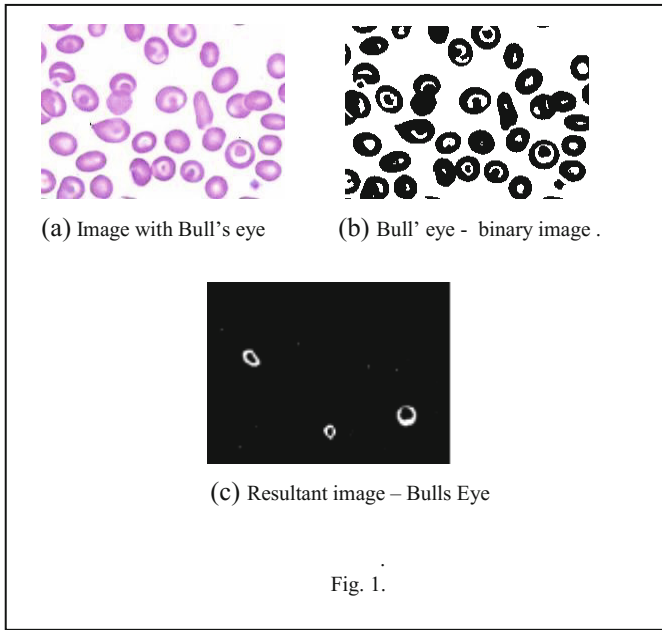 (a) Image with Bull's eye
(b) Bull' eye - binary image .
(c) Resultant image – Bulls Eye
.
Fig. 1.